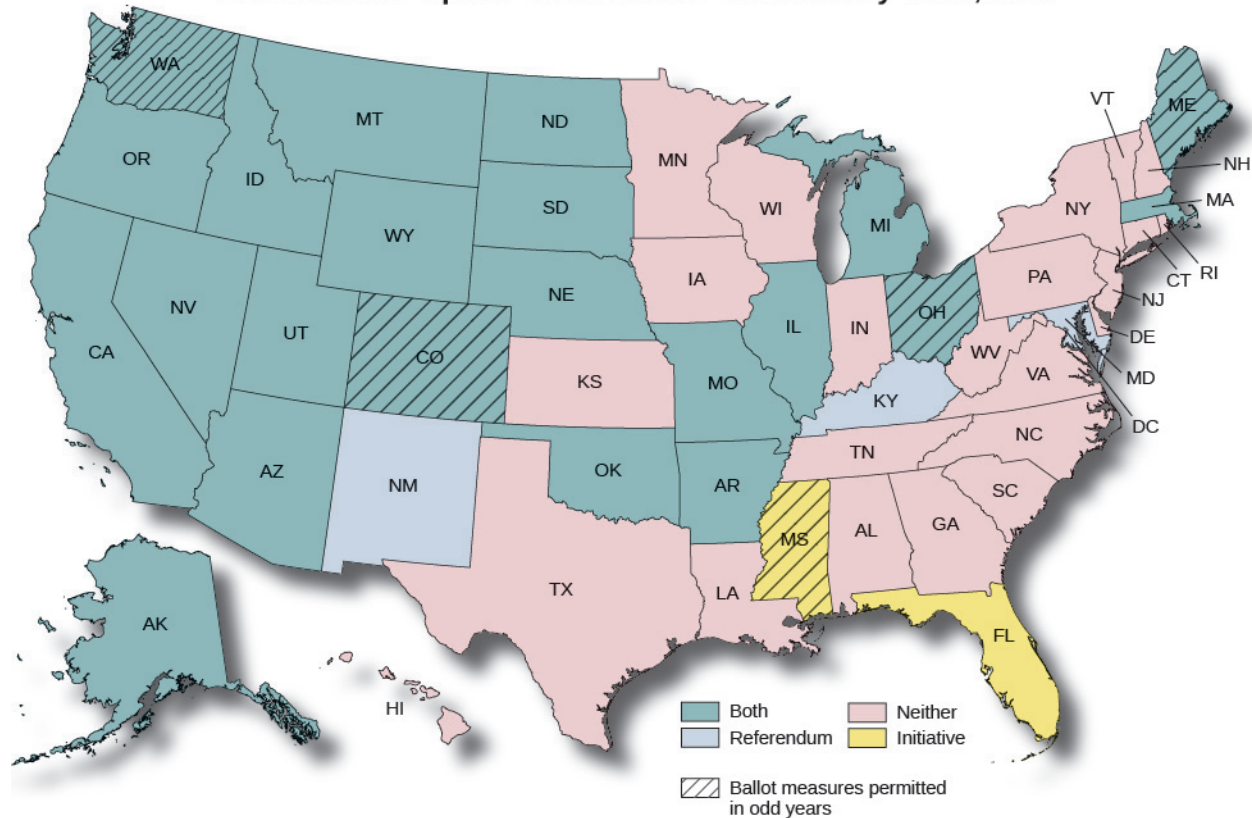 WA
MT
ND
MN
VT
ME
OR
ID
NH
SD
WI
NY
MA
WY
MI
RI
IA
PA
CT
NE
NJ
NV
UT
IL
IN
OH
DE
CA
CO
WV
MD
KS
MO
VA
KY
DC
NC
TN
AZ
NM
OK
AR
SC
MS
AL
GA
TX
LA
AK
FL
HI
Both
Neither
Referendum
Initiative
Ballot measures permitted
in odd years